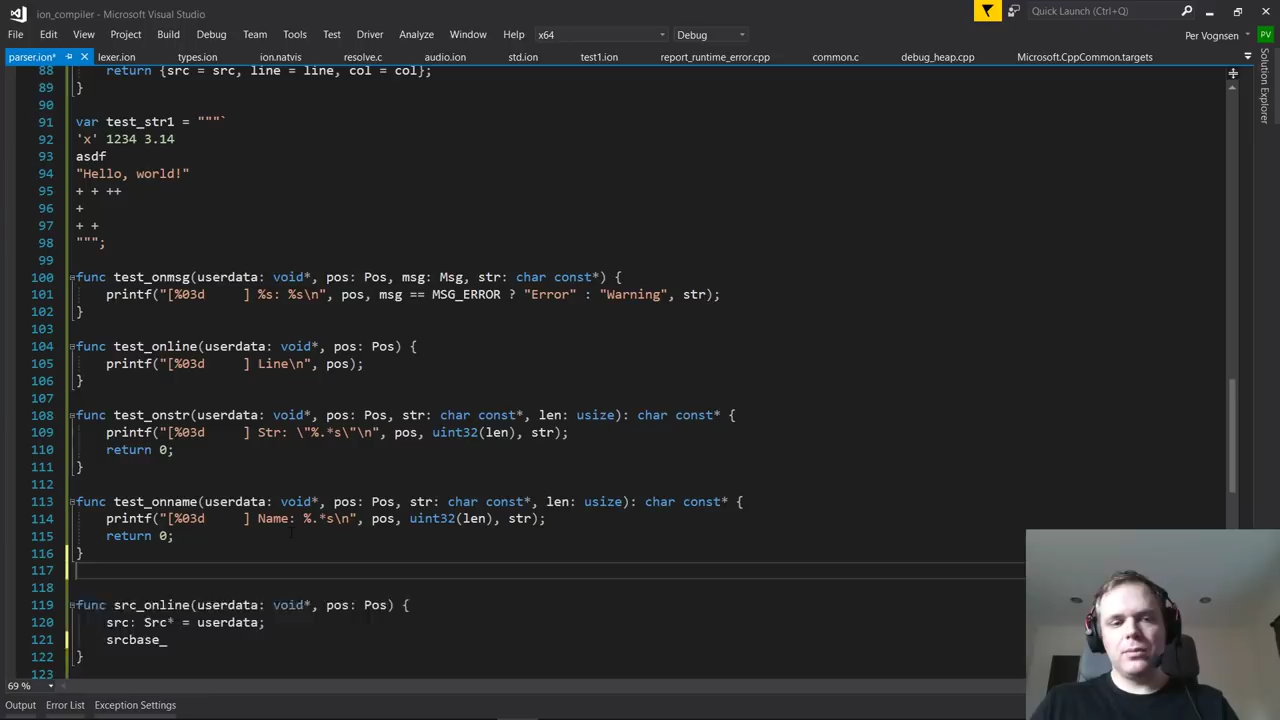 ion_compiler - Microsoft Visual Studio
Quick Launch (Ctrl+Q)
File Edit View Project Build Debug Team Tools Test Driver Analyze Window Help x64 Debug
Per Vognsen PV
parser.ion* lexer.ion types.ion ion.natvis resolve.c audio.ion std.ion test1.ion report_runtime_error.cpp common.c debug_heap.cpp Microsoft.CppCommon.targets
Solution Explorer
88 return {src = src, line = line, col = col};
89 }
90
91 var test_str1 = """`
92 'x' 1234 3.14
93 asdf
94 "Hello, world!"
95 + + ++
96 +
97 + +
98 """;
99
100 func test_onmsg(userdata: void*, pos: Pos, msg: Msg, str: char const*) {
101 printf("[%03d      ] %s: %s\n", pos, msg == MSG_ERROR ? "Error" : "Warning", str);
102 }
103
104 func test_online(userdata: void*, pos: Pos) {
105 printf("[%03d      ] Line\n", pos);
106 }
107
108 func test_onstr(userdata: void*, pos: Pos, str: char const*, len: usize): char const* {
109 printf("[%03d      ] Str: \"%.*s\"\n", pos, uint32(len), str);
110 return 0;
111 }
112
113 func test_onname(userdata: void*, pos: Pos, str: char const*, len: usize): char const* {
114 printf("[%03d      ] Name: %.*s\n", pos, uint32(len), str);
115 return 0;
116 }
117
118
119 func src_online(userdata: void*, pos: Pos) {
120 src: Src* = userdata;
121 srcbase_
122 }
123
69 %
Output Error List Search Settings